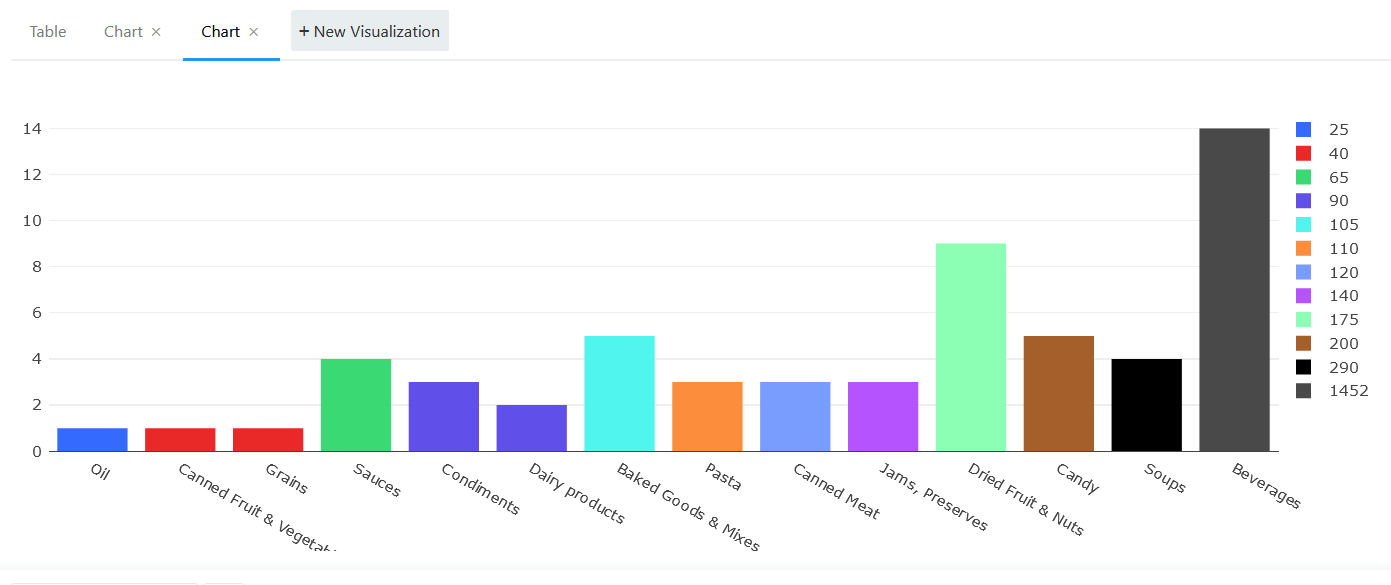 Table Chart × Chart × + New Visualization
14
12
10
8
6
4
2
0
25
40
65
90
105
110
120
140
175
200
290
1452
Oil
Canned Fruit &
Grains
Sauces
Condiments
Dairy products
Baked Goods & Mixes
Pasta
Canned Meat
Jams, Preserves
Dried Fruit & Nuts
Candy
Soups
Beverages